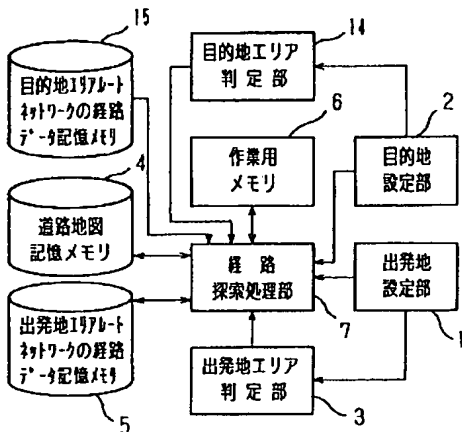 15
目的地エリアルート
ネットワークの経路
データ記憶メモリ
4
道路地図
記憶メモリ
出発地エリアルート
ネットワークの経路
データ記憶メモリ
5
14
目的地エリア
判定部
6
作業用
メモリ
経路
探索処理部
7
出発地エリア
判定部
3
2
目的地
設定部
出発地
設定部
1